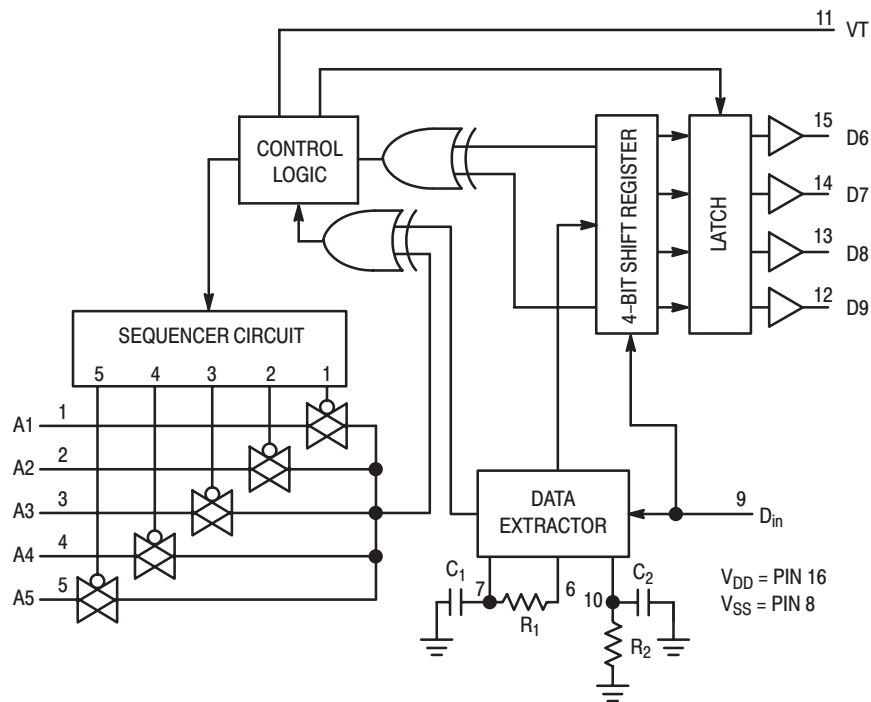 11 VT
CONTROL
LOGIC
4–BIT SHIFT REGISTER
LATCH
15 D6
14 D7
13 D8
12 D9
SEQUENCER CIRCUIT
5 4 3 2 1
A1 1
A2 2
A3 3
A4 4
A5 5
DATA
EXTRACTOR
9 Din
C1 7 6 10 C2
R1
R2
VDD = PIN 16
VSS = PIN 8